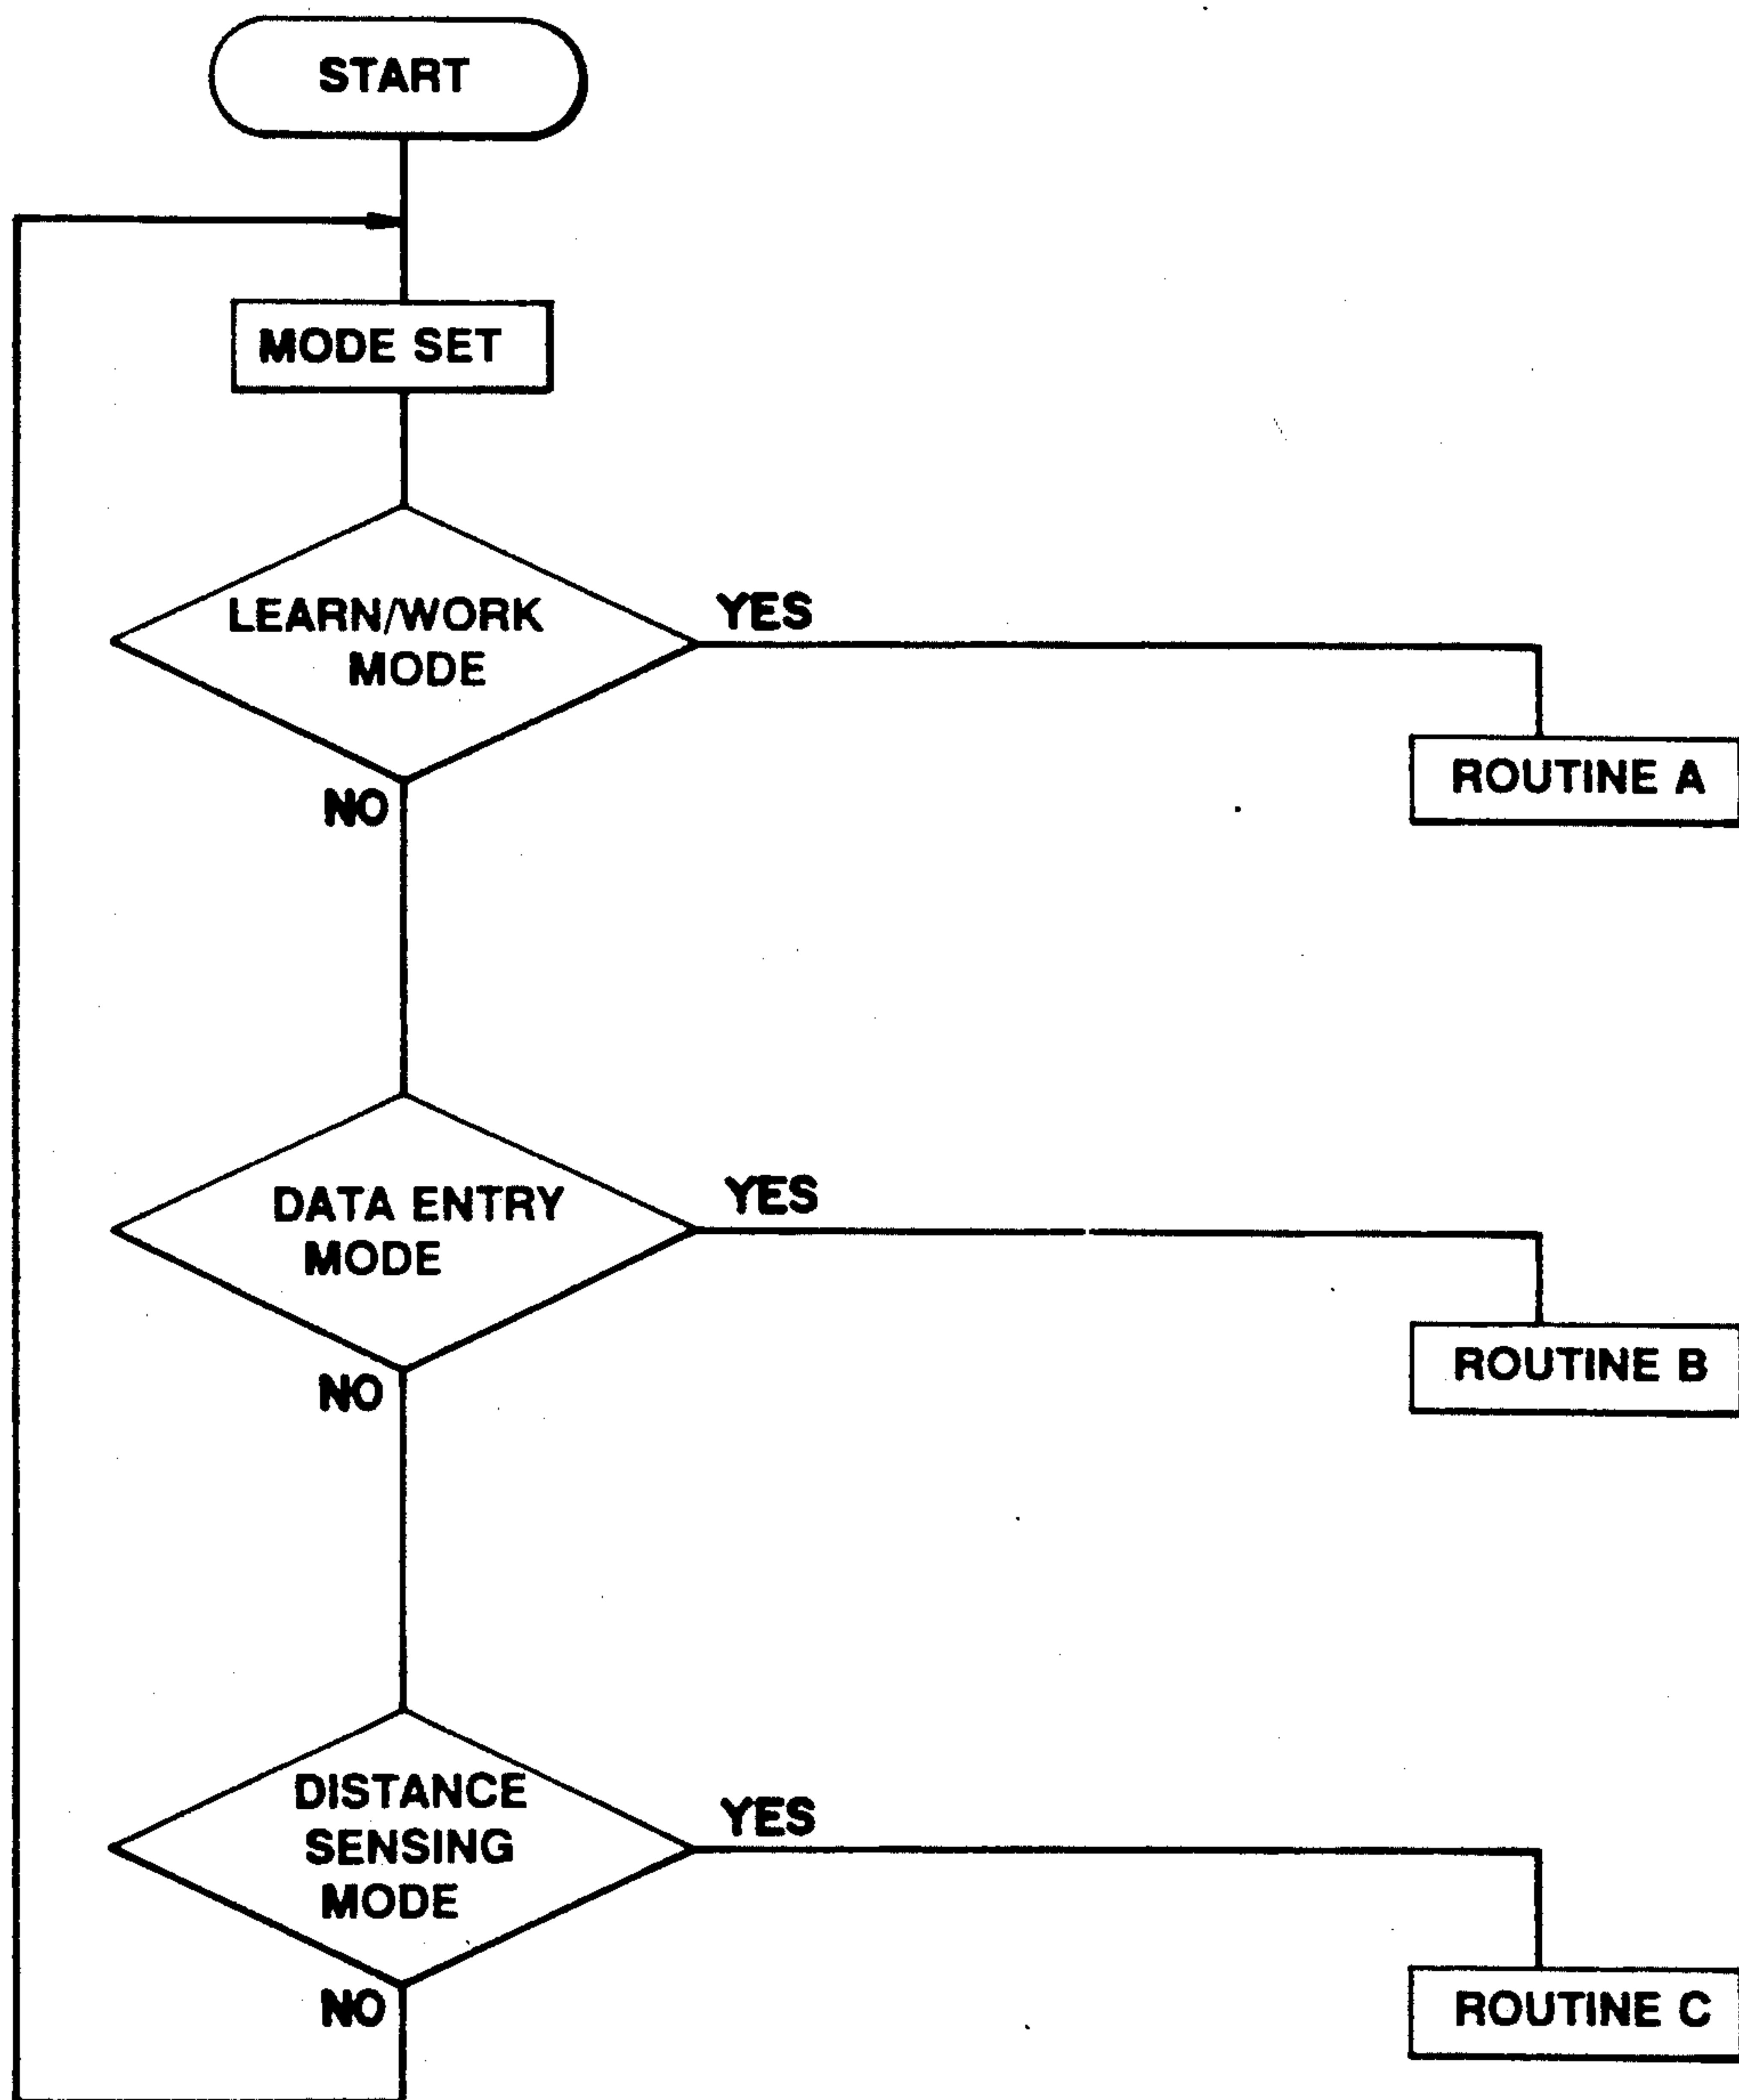 START
MODE SET
LEARN/WORK
MODE
YES
NO
ROUTINE A
DATA ENTRY
MODE
YES
NO
ROUTINE B
DISTANCE
SENSING
MODE
YES
NO
ROUTINE C